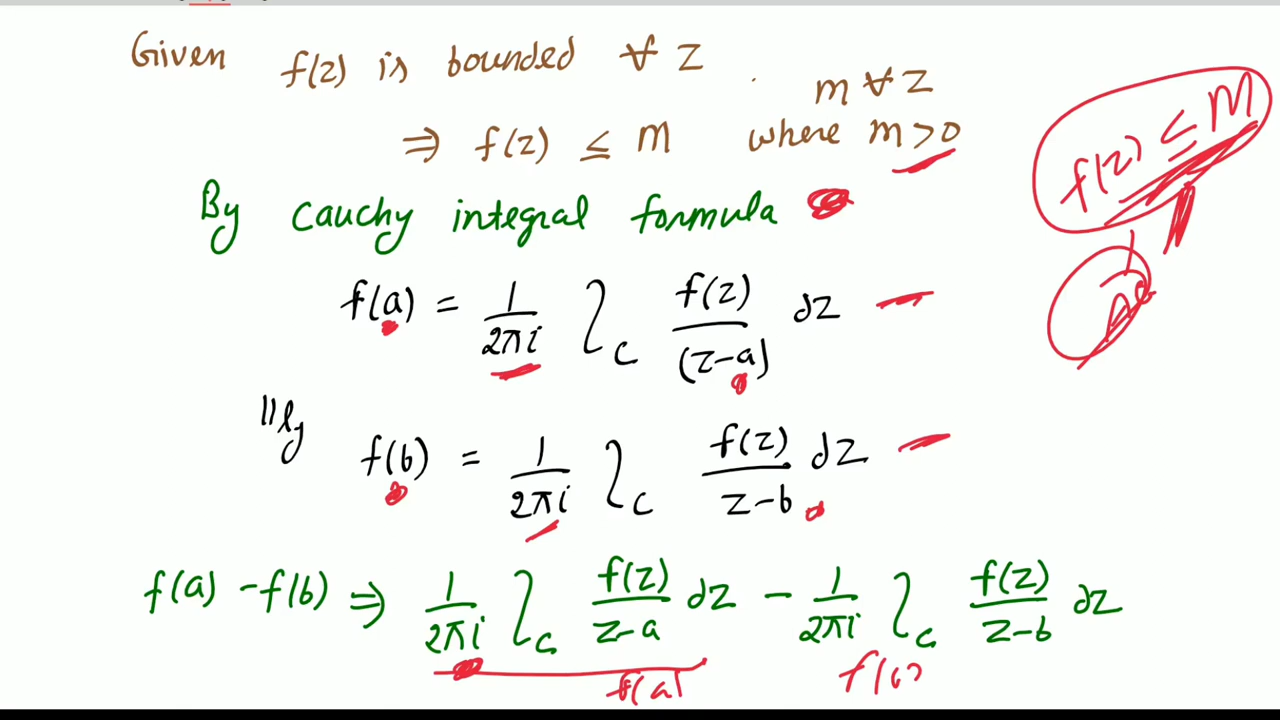 Given f(z) is bounded ∀ z
m ∀ z
⇒ f(z) ≤ m where m > 0
f(z) ≤ M
By cauchy integral formula
f(a) = 1/2πi ∫_c f(z)/(z-a) dz
||ly
f(b) = 1/2πi ∫_c f(z)/z-b dz
f(a) - f(b) ⇒ 1/2πi ∫_c f(z)/z-a dz - 1/2πi ∫_c f(z)/z-b dz
f(a)